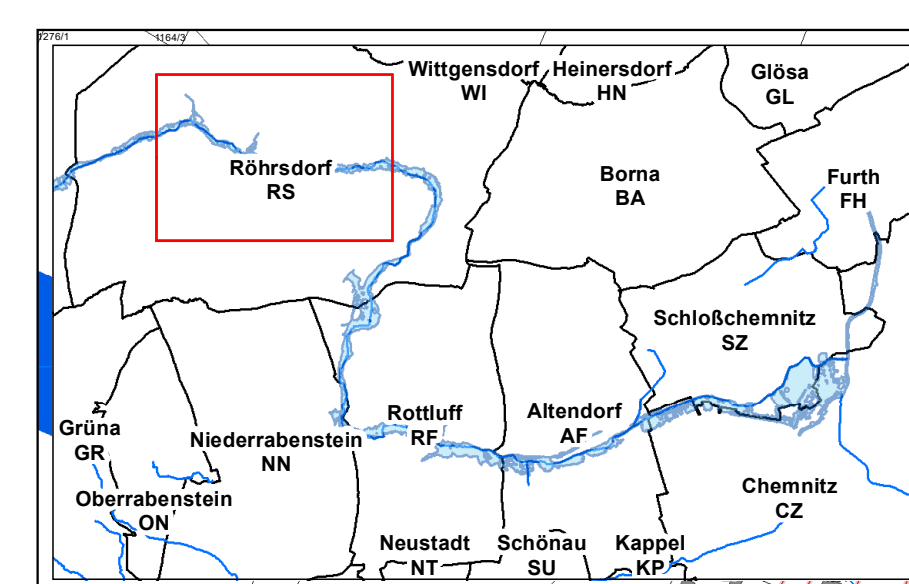 1276/1
1164/3
Wittgensdorf
WI
Heinersdorf
HN
Glösa
GL
Röhrsdorf
RS
Borna
BA
Furth
FH
Schloßchemnitz
SZ
Grüna
GR
Niederrabenstein
NN
Rottluff
RF
Altendorf
AF
Oberrabenstein
ON
Chemnitz
CZ
Neustadt
NT
Schönau
SU
Kappel
KP